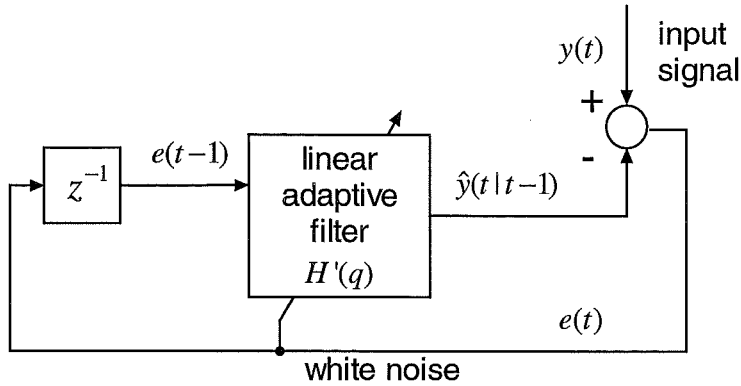 y(t)
input
signal
+
-
z⁻¹
e(t−1)
linear
adaptive
filter
H'(q)
ŷ(t|t−1)
e(t)
white noise